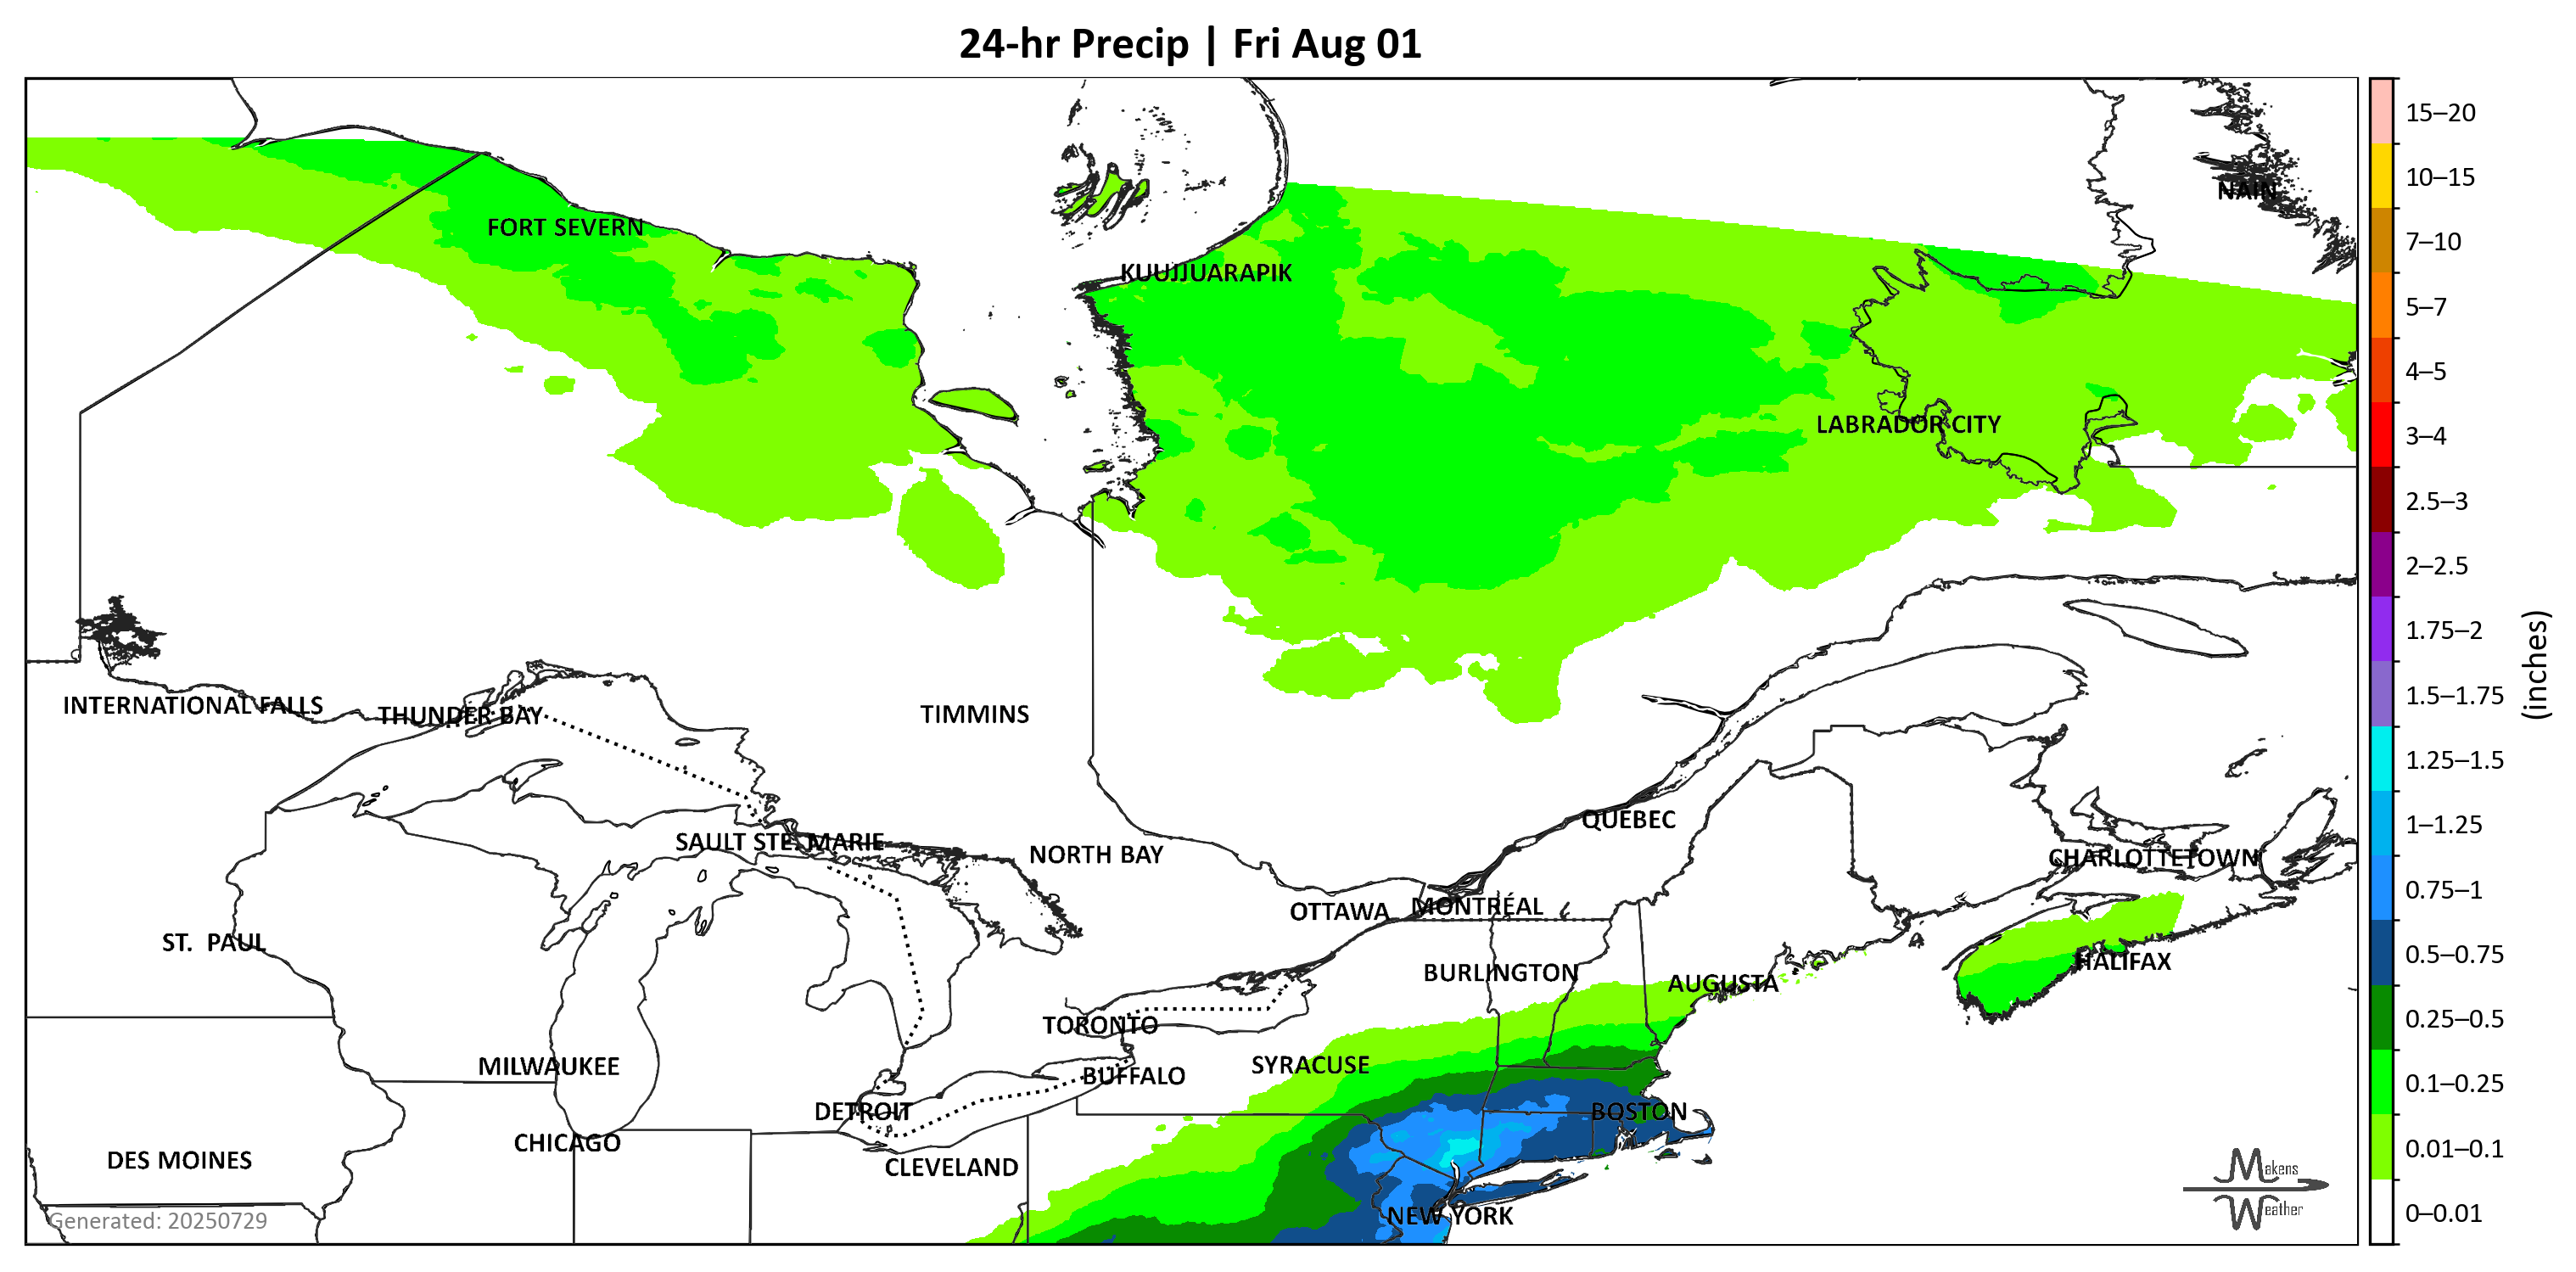 24-hr Precip | Fri Aug 01
NAIN
FORT SEVERN
KUUJJUARAPIK
LABRADOR CITY
INTERNATIONAL FALLS
THUNDER BAY
TIMMINS
QUEBEC
SAULT STE. MARIE
NORTH BAY
CHARLOTTETOWN
OTTAWA
MONTRÉAL
ST. PAUL
HALIFAX
BURLINGTON
AUGUSTA
TORONTO
MILWAUKEE
SYRACUSE
BUFFALO
DETROIT
BOSTON
CHICAGO
DES MOINES
CLEVELAND
NEW YORK
Generated: 20250729
Makens
Weather
15–20
10–15
7–10
5–7
4–5
3–4
2.5–3
2–2.5
1.75–2
1.5–1.75
1.25–1.5
1–1.25
0.75–1
0.5–0.75
0.25–0.5
0.1–0.25
0.01–0.1
0–0.01
(inches)